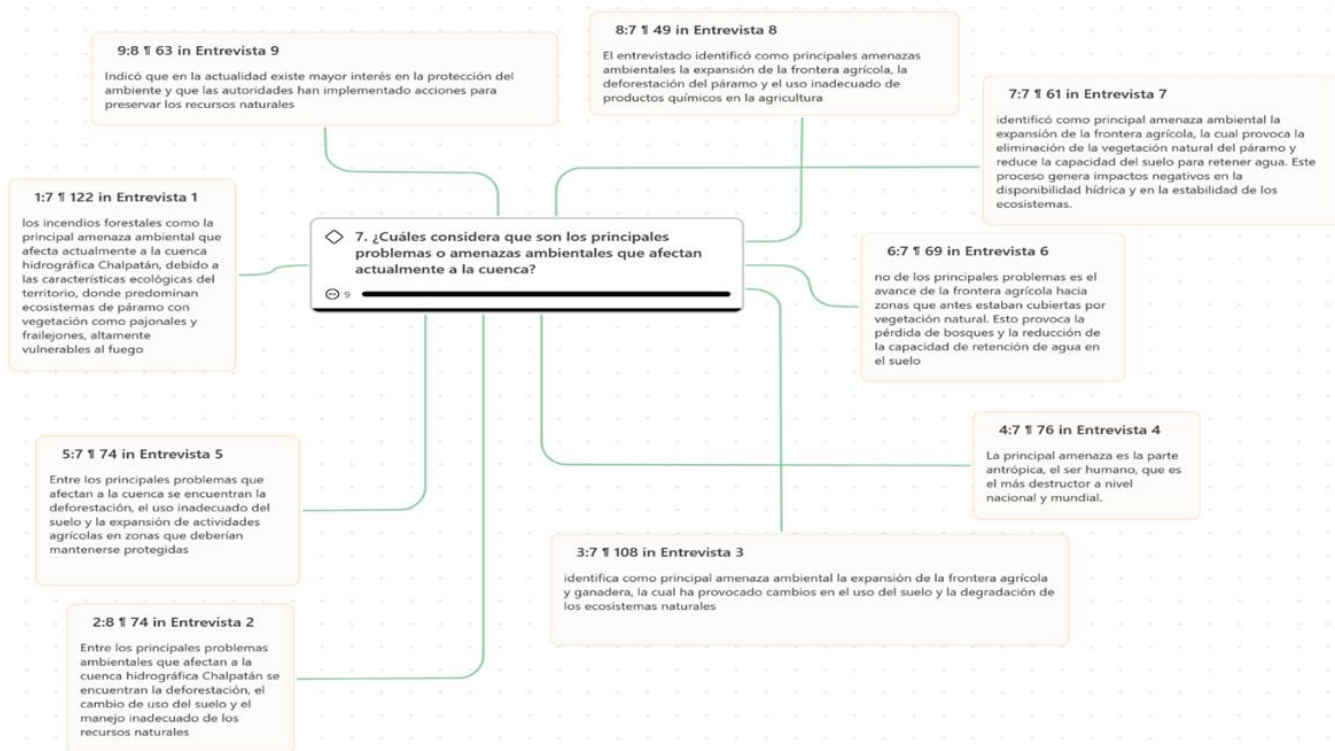 9:8 ¶ 63 in Entrevista 9
Indicó que en la actualidad existe mayor interés en la protección del
ambiente y que las autoridades han implementado acciones para
preservar los recursos naturales
8:7 ¶ 49 in Entrevista 8
El entrevistado identificó como principales amenazas
ambientales la expansión de la frontera agrícola, la
deforestación del páramo y el uso inadecuado de
productos químicos en la agricultura
7:7 ¶ 61 in Entrevista 7
identificó como principal amenaza ambiental la
expansión de la frontera agrícola, la cual provoca la
eliminación de la vegetación natural del páramo y
reduce la capacidad del suelo para retener agua. Este
proceso genera impactos negativos en la
disponibilidad hídrica y en la estabilidad de los
ecosistemas.
1:7 ¶ 122 in Entrevista 1
los incendios forestales como la
principal amenaza ambiental que
afecta actualmente a la cuenca
hidrográfica Chalpatán, debido a
las características ecológicas del
territorio, donde predominan
ecosistemas de páramo con
vegetación como pajonales y
frailejones, altamente
vulnerables al fuego
7. ¿Cuáles considera que son los principales
problemas o amenazas ambientales que afectan
actualmente a la cuenca?
9
6:7 ¶ 69 in Entrevista 6
no de los principales problemas es el
avance de la frontera agrícola hacia
zonas que antes estaban cubiertas por
vegetación natural. Esto provoca la
pérdida de bosques y la reducción de
la capacidad de retención de agua en
el suelo
4:7 ¶ 76 in Entrevista 4
La principal amenaza es la parte
antrópica, el ser humano, que es
el más destructor a nivel
nacional y mundial.
5:7 ¶ 74 in Entrevista 5
Entre los principales problemas que
afectan a la cuenca se encuentran la
deforestación, el uso inadecuado del
suelo y la expansión de actividades
agrícolas en zonas que deberían
mantenerse protegidas
3:7 ¶ 108 in Entrevista 3
identifica como principal amenaza ambiental la expansión de la frontera agrícola
y ganadera, la cual ha provocado cambios en el uso del suelo y la degradación de
los ecosistemas naturales
2:8 ¶ 74 in Entrevista 2
Entre los principales problemas
ambientales que afectan a la
cuenca hidrográfica Chalpatán se
encuentran la deforestación, el
cambio de uso del suelo y el
manejo inadecuado de los
recursos naturales